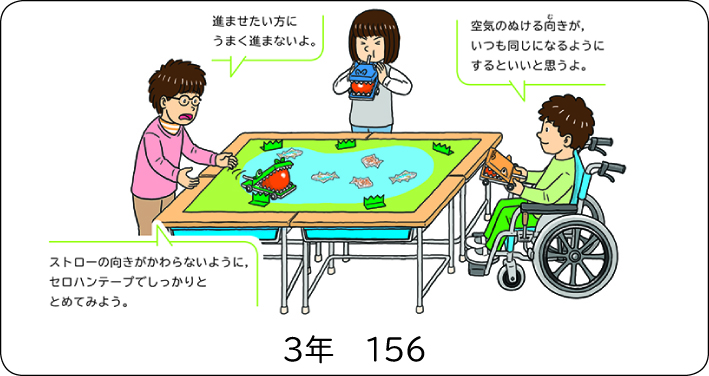 進ませたい方に
うまく進まないよ。
空気のぬける向きが,
む
いつも同じになるように
するといいと思うよ。
ストローの向きがかわらないように,
セロハンテープでしっかりと
とめてみよう。
3年 156